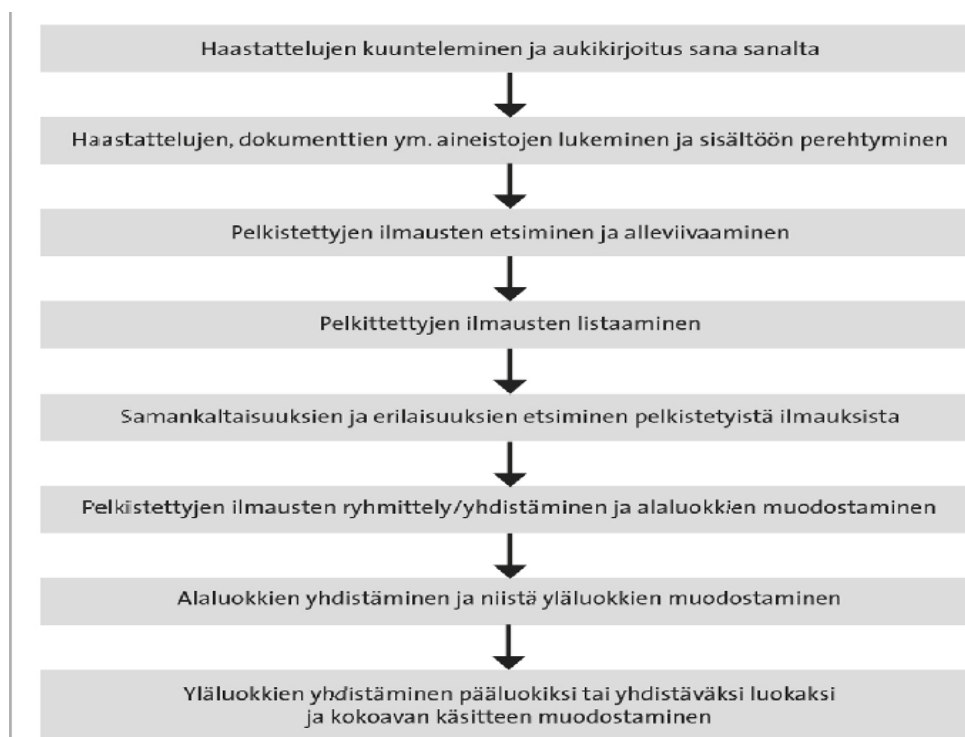 Haastattelujen kuunteleminen ja aukikirjoitus sana sanalta
Haastattelujen, dokumenttien ym. aineistojen lukeminen ja sisältöön perehtyminen
Pelkistettyjen ilmausten etsiminen ja alleviivaaminen
Pelkittettyjen ilmausten listaaminen
Samankaltaisuuksien ja erilaisuuksien etsiminen pelkistetyistä ilmauksista
Pelkistettyjen ilmausten ryhmittely/yhdistäminen ja alaluokkien muodostaminen
Alaluokkien yhdistäminen ja niistä yläluokkien muodostaminen
Yläluokkien yhdistäminen pääluokiksi tai yhdistäväksi luokaksi
ja kokoavan käsitteen muodostaminen